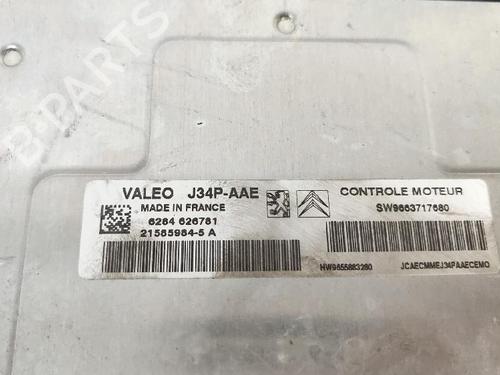 B-PARTS
VALEO J34P-AAE
MADE IN FRANCE
6264 626781
21585984-5 A
CONTROLE MOTEUR
SW9663717680
HW9655883280
JCAECMMEJ34PAAECEMO